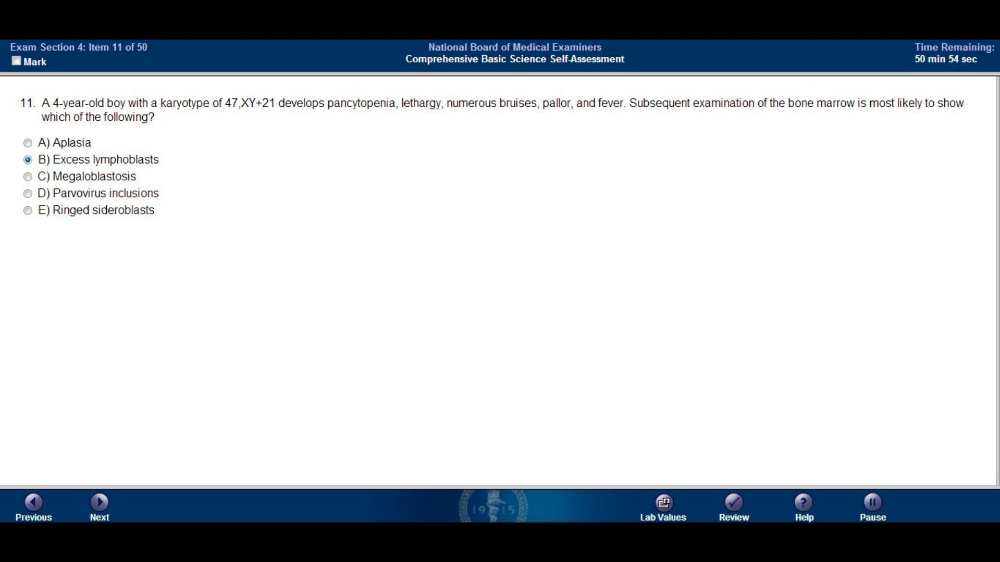 Exam Section 4: Item 11 of 50
National Board of Medical Examiners
Time Remaining:
Mark
Comprehensive Basic Science Self-Assessment
50 min 54 sec
11. A 4-year-old boy with a karyotype of 47,XY+21 develops pancytopenia, lethargy, numerous bruises, pallor, and fever. Subsequent examination of the bone marrow is most likely to show
which of the following?
A) Aplasia
B) Excess lymphoblasts
C) Megaloblastosis
D) Parvovirus inclusions
E) Ringed sideroblasts
1915
Previous
Next
Lab Values
Review
Help
Pause